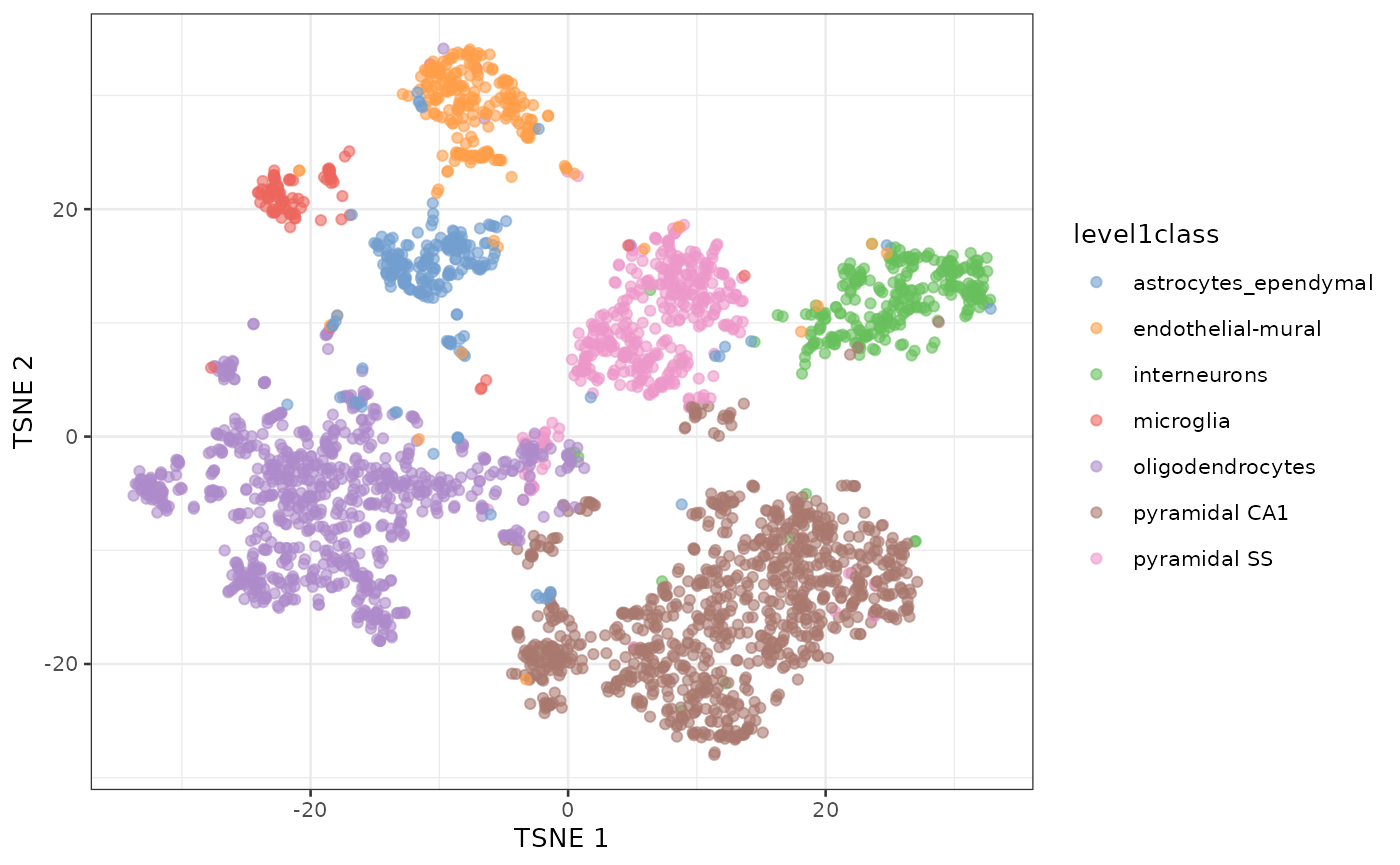 20
0
-20
TSNE 2
-20
0
20
TSNE 1
level1class
astrocytes_ependymal
endothelial-mural
interneurons
microglia
oligodendrocytes
pyramidal CA1
pyramidal SS